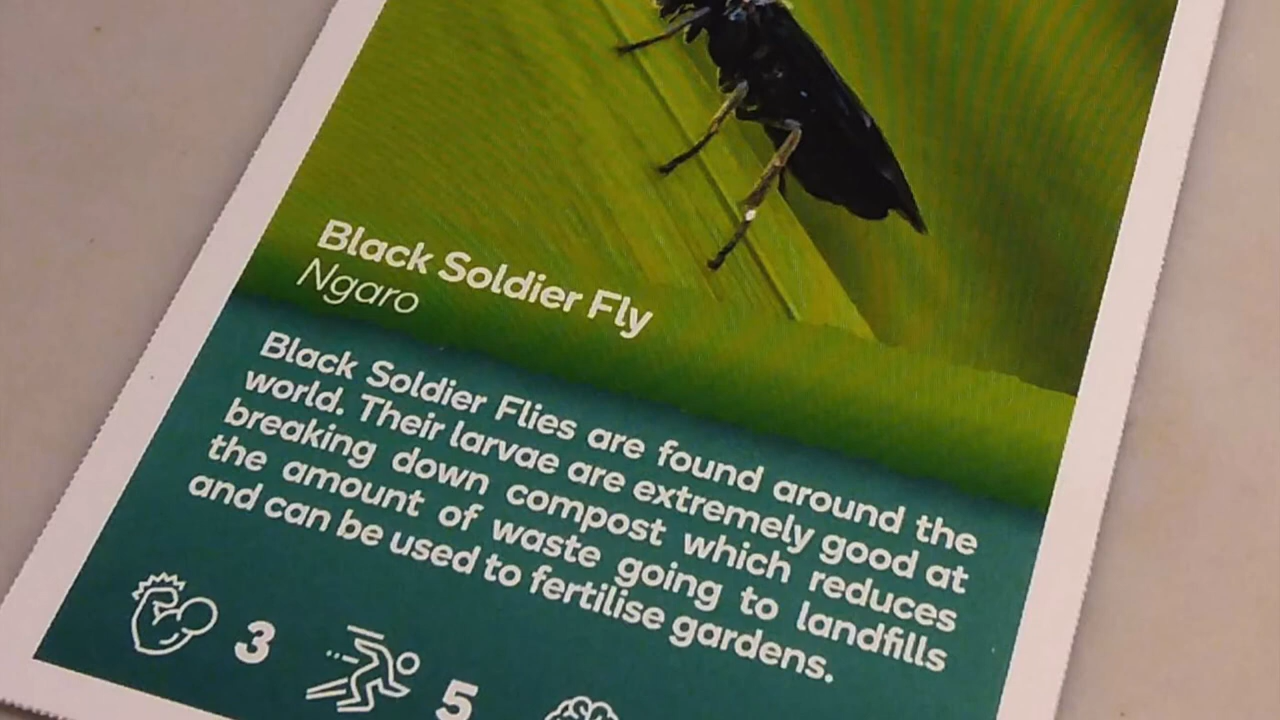 Black Soldier Fly
Ngaro
Black Soldier Flies are found around the
world. Their larvae are extremely good at
breaking down compost which reduces
the amount of waste going to landfills
and can be used to fertilise gardens.
3
5